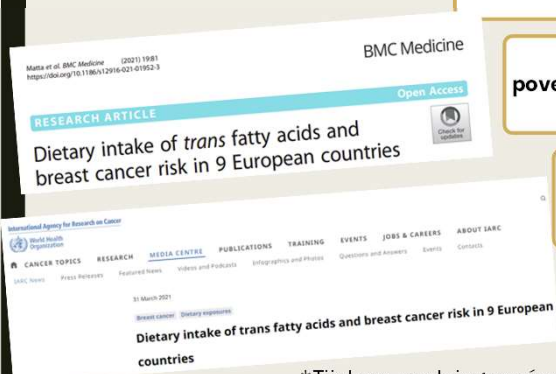 Matta et al. BMC Medicine (2021) 19:81
https://doi.org/10.1186/s12916-021-01952-3
BMC Medicine
RESEARCH ARTICLE
Open Access
Dietary intake of trans fatty acids and
breast cancer risk in 9 European countries
Check for
updates
pove
International Agency for Research on Cancer
World Health
Organization
CANCER TOPICS RESEARCH MEDIA CENTRE PUBLICATIONS TRAINING EVENTS JOBS & CAREERS ABOUT IARC
IARC News Press Releases Featured News Videos and Podcasts Infographics and Photos Questions and Answers Events Contacts
31 March 2021
Breast cancer Dietary exposures
Dietary intake of trans fatty acids and breast cancer risk in 9 European
countries